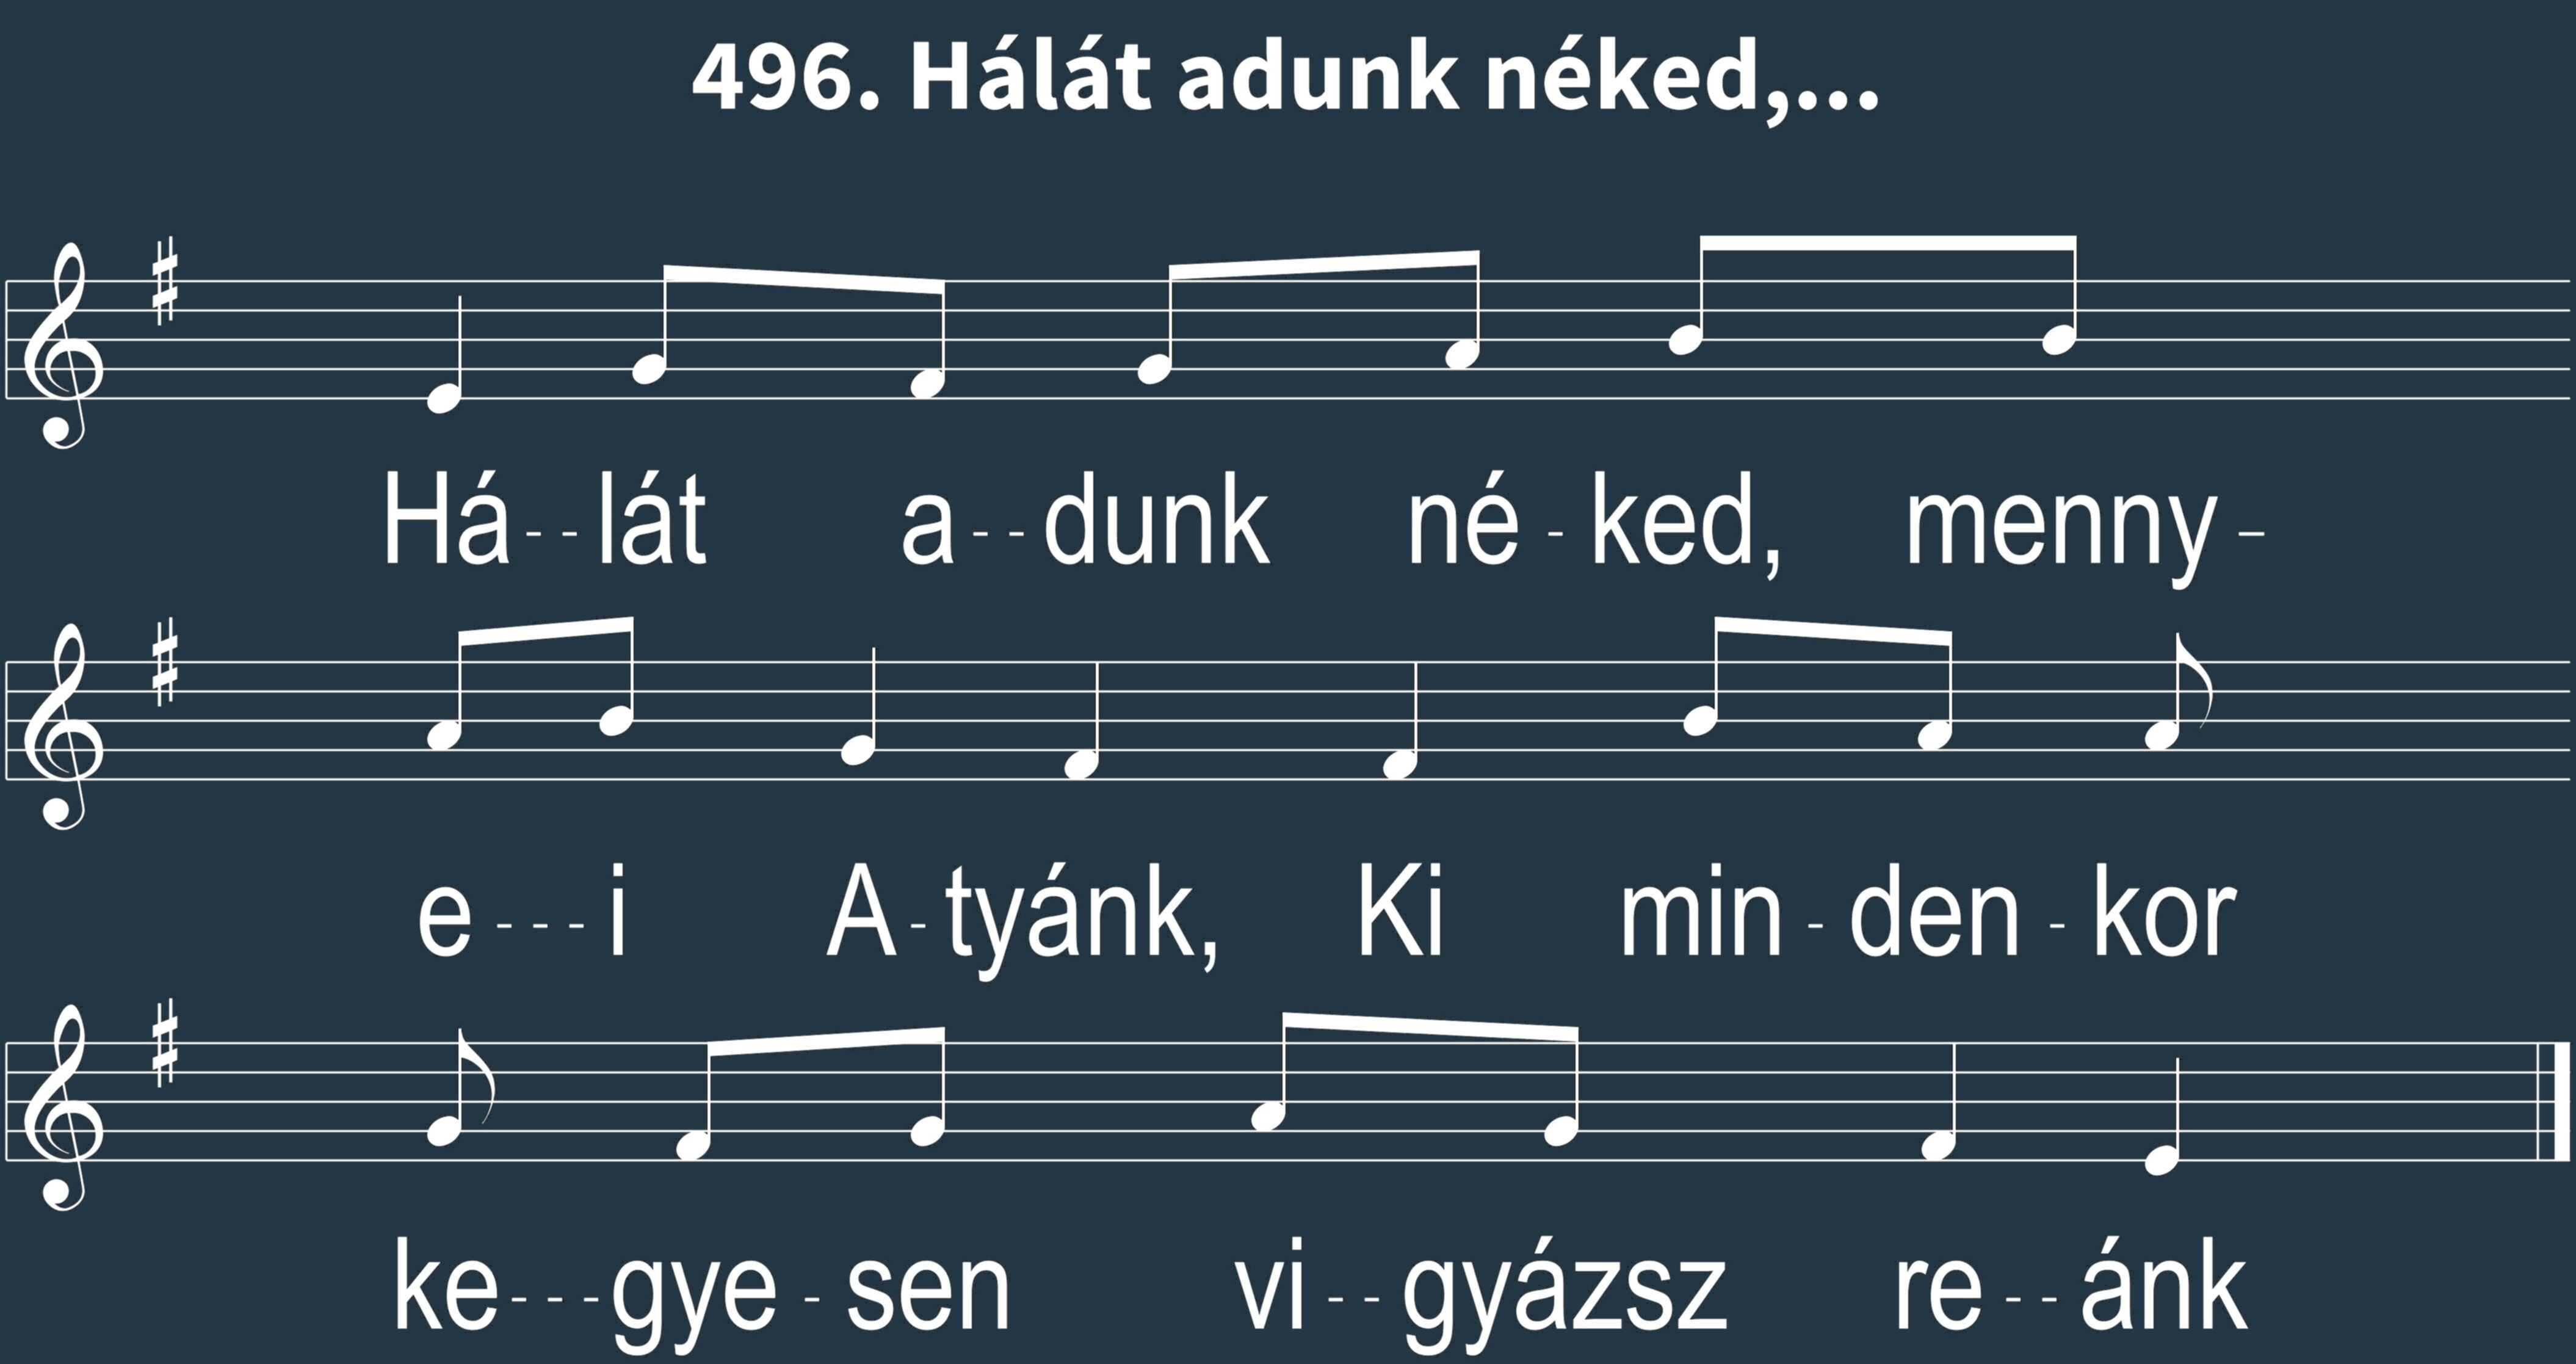 496. Hálát adunk néked,...
Há--lát a--dunk né-ked, menny-
e---i A-tyánk, Ki min-den-kor
ke---gye-sen vi--gyázsz re--ánk